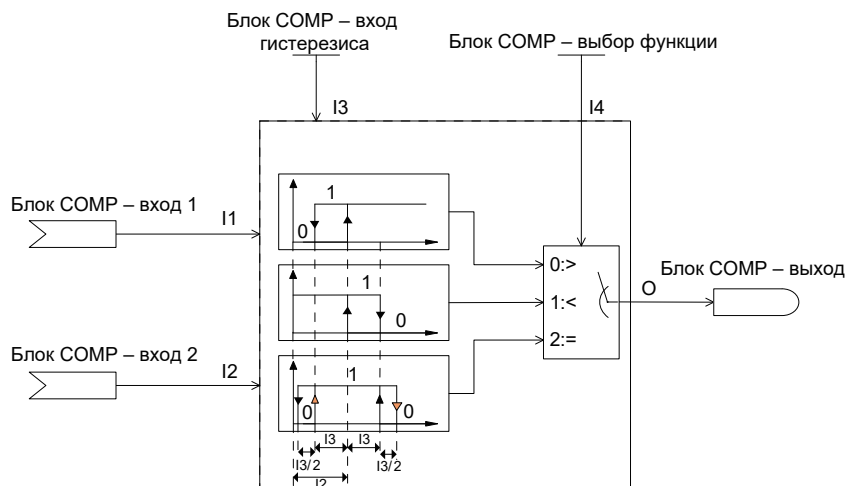 Блок COMP – вход
гистерезиса
Блок COMP – выбор функции
I3
I4
Блок COMP – вход 1
I1
1
0
0:>
Блок COMP – выход
O
1
0
1:<
2:=
Блок COMP – вход 2
I2
1
0
0
I3
I3
I3/2
I3/2
I2